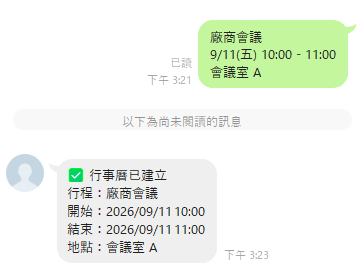 廠商會議
9/11(五) 10:00 - 11:00
會議室 A
已讀
下午 3:21
以下為尚未閱讀的訊息
✅ 行事曆已建立
行程：廠商會議
開始：2026/09/11 10:00
結束：2026/09/11 11:00
地點：會議室 A
下午 3:23